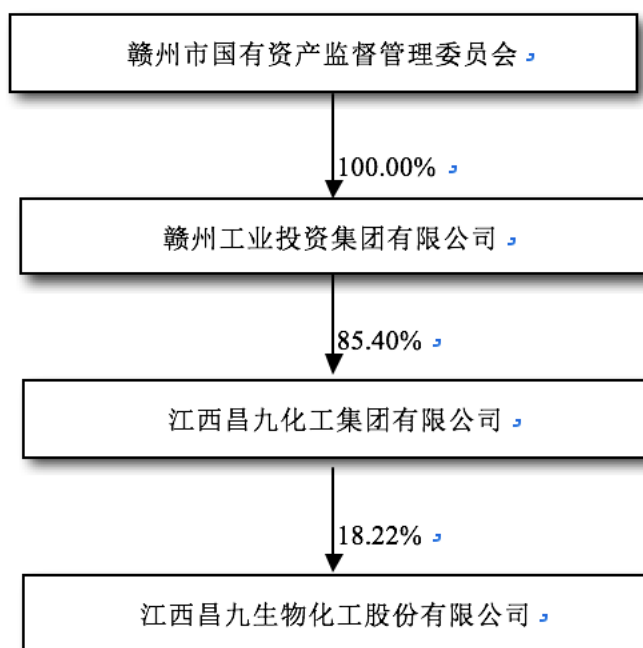 赣州市国有资产监督管理委员会
100.00%
赣州工业投资集团有限公司
85.40%
江西昌九化工集团有限公司
18.22%
江西昌九生物化工股份有限公司